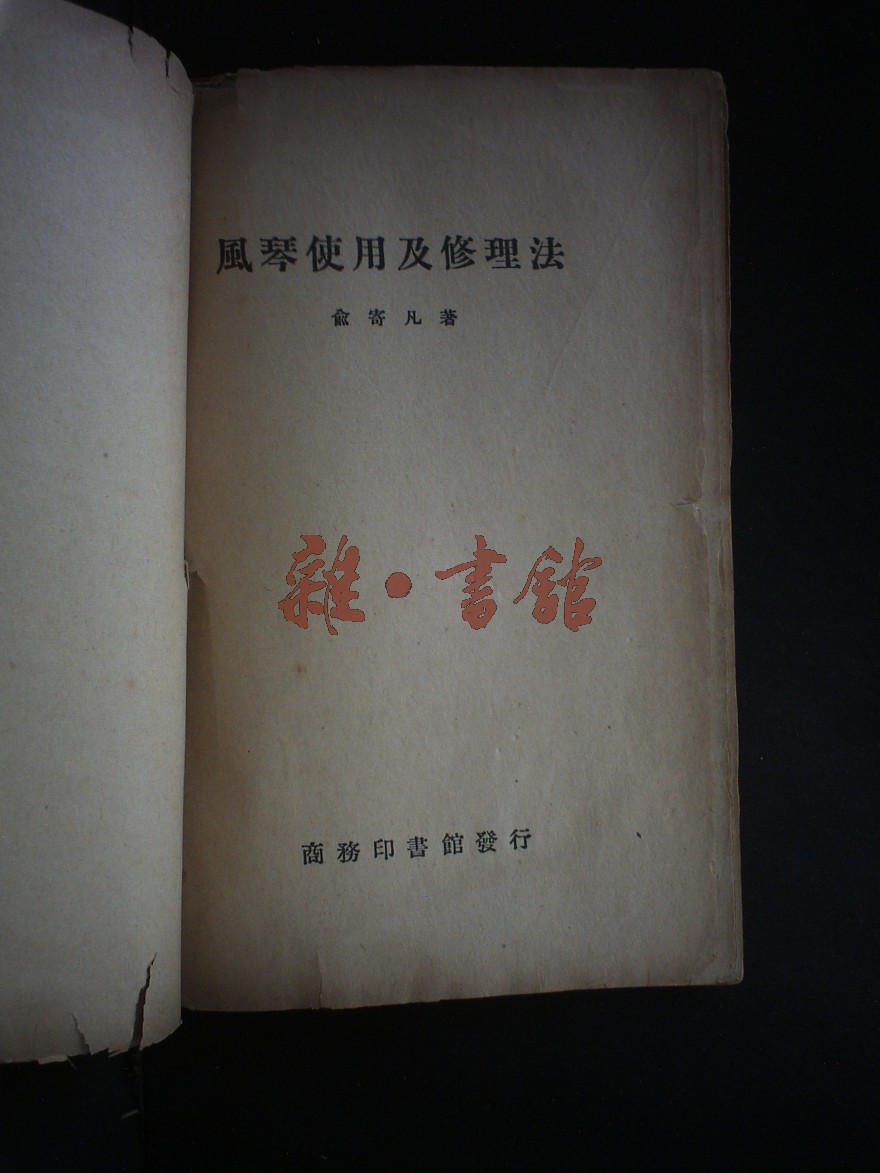 風琴使用及修理法
俞寄凡著
雜·書館
商務印書館發行